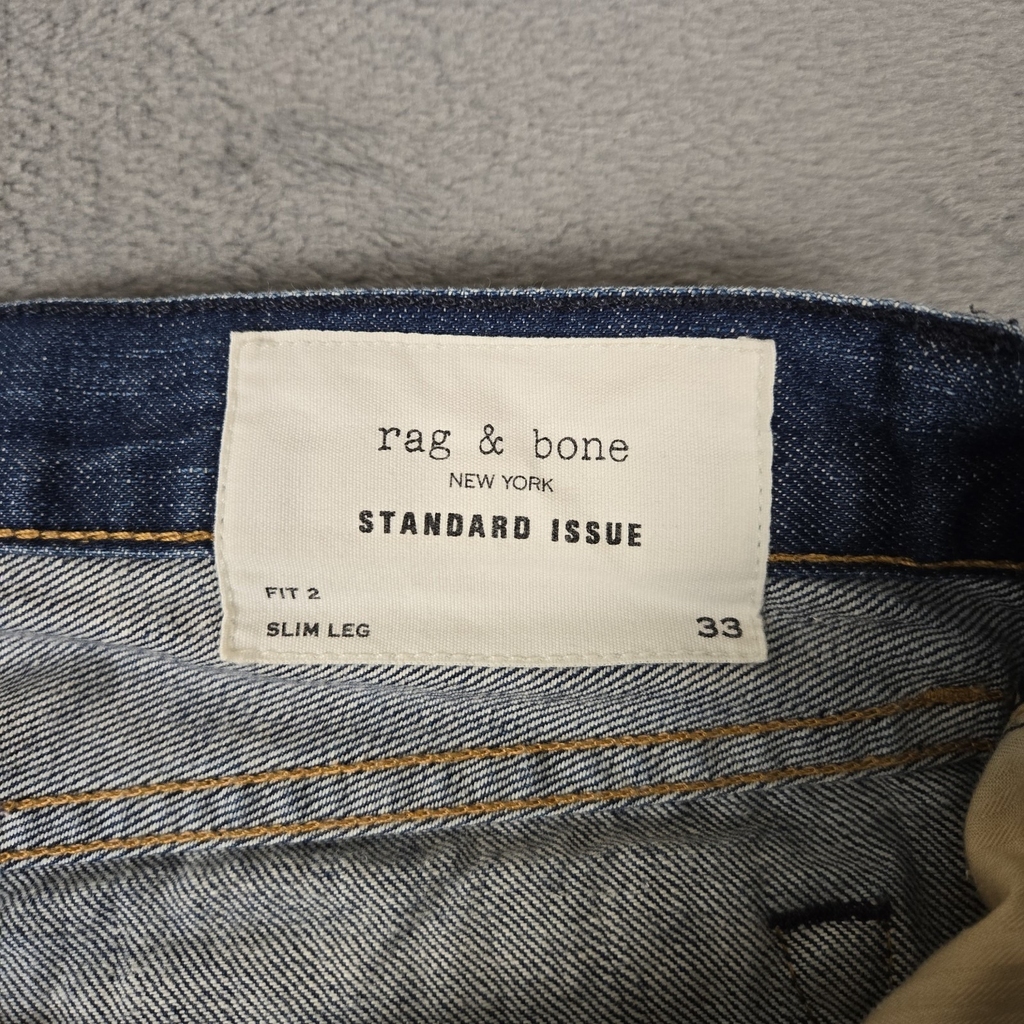 rag & bone
NEW YORK
STANDARD ISSUE
FIT 2
SLIM LEG 33